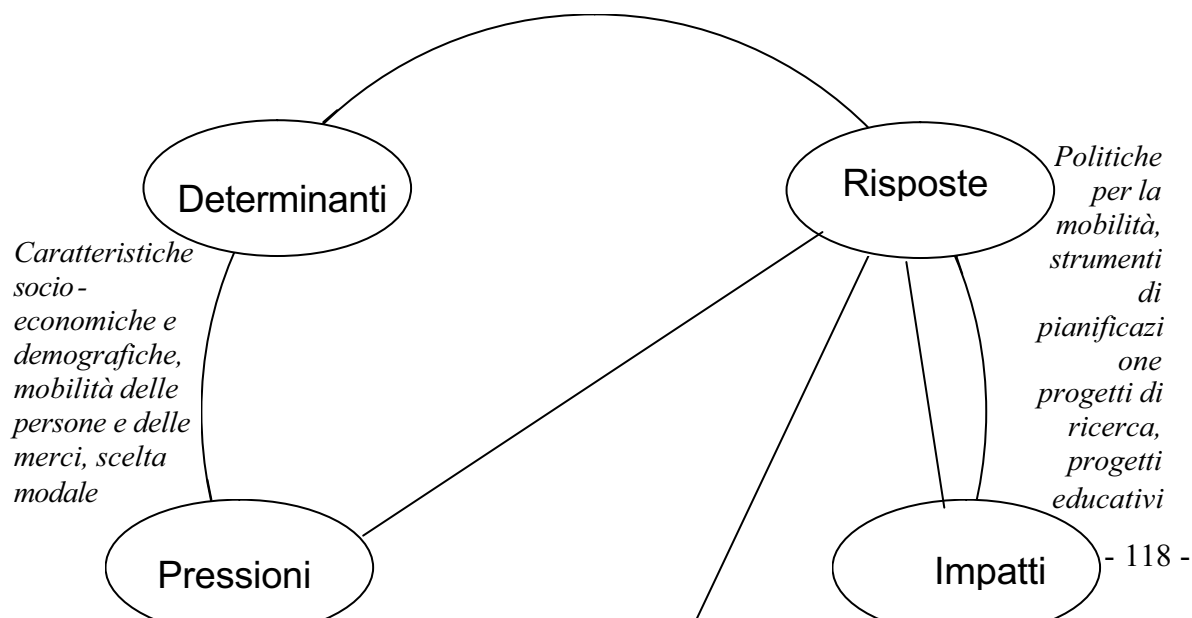 Determinanti
Caratteristiche
socio-
economiche e
demografiche,
mobilità delle
persone e delle
merci, scelta
modale
Pressioni
Risposte
Politiche
per la
mobilità,
strumenti
di
pianificazi
one
progetti di
ricerca,
progetti
educativi
Impatti
- 118 -